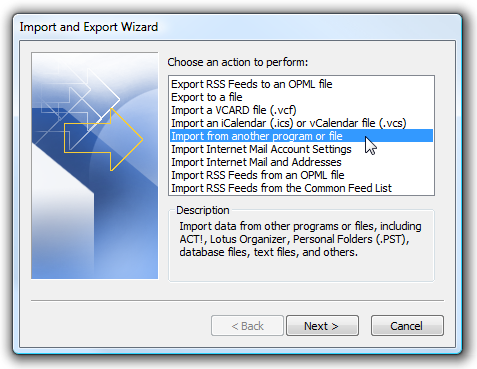 Import and Export Wizard
Choose an action to perform:
Export RSS Feeds to an OPML file
Export to a file
Import a VCARD file (.vcf)
Import an iCalendar (.ics) or vCalendar file (.vcs)
Import from another program or file
Import Internet Mail Account Settings
Import Internet Mail and Addresses
Import RSS Feeds from an OPML file
Import RSS Feeds from the Common Feed List
Description
Import data from other programs or files, including
ACT!, Lotus Organizer, Personal Folders (.PST),
database files, text files, and others.
< Back Next > Cancel